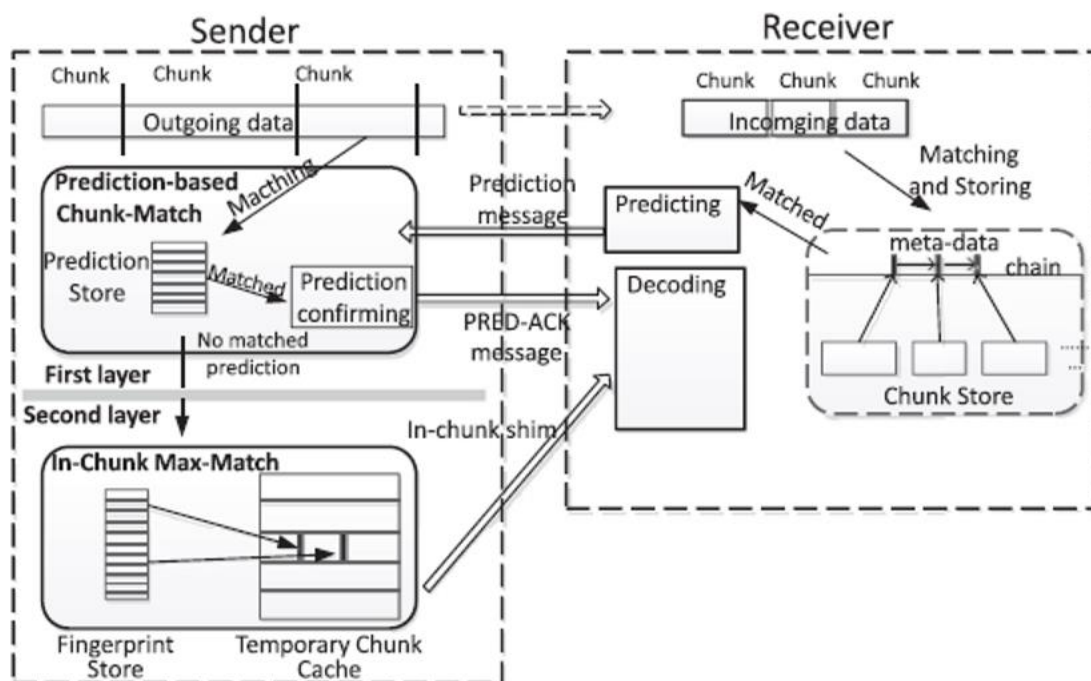 Sender
Receiver
Chunk
Chunk
Chunk
Outgoing data
Chunk
Chunk
Chunk
Incomging data
Prediction-based
Chunk-Match
Macthing
Prediction
Store
Matched
Prediction
confirming
No matched
prediction
First layer
Second layer
Prediction
message
PRED-ACK
message
In-chunk shim
Predicting
Matched
Matching
and Storing
meta-data
chain
Decoding
Chunk Store
In-Chunk Max-Match
Fingerprint
Store
Temporary Chunk
Cache